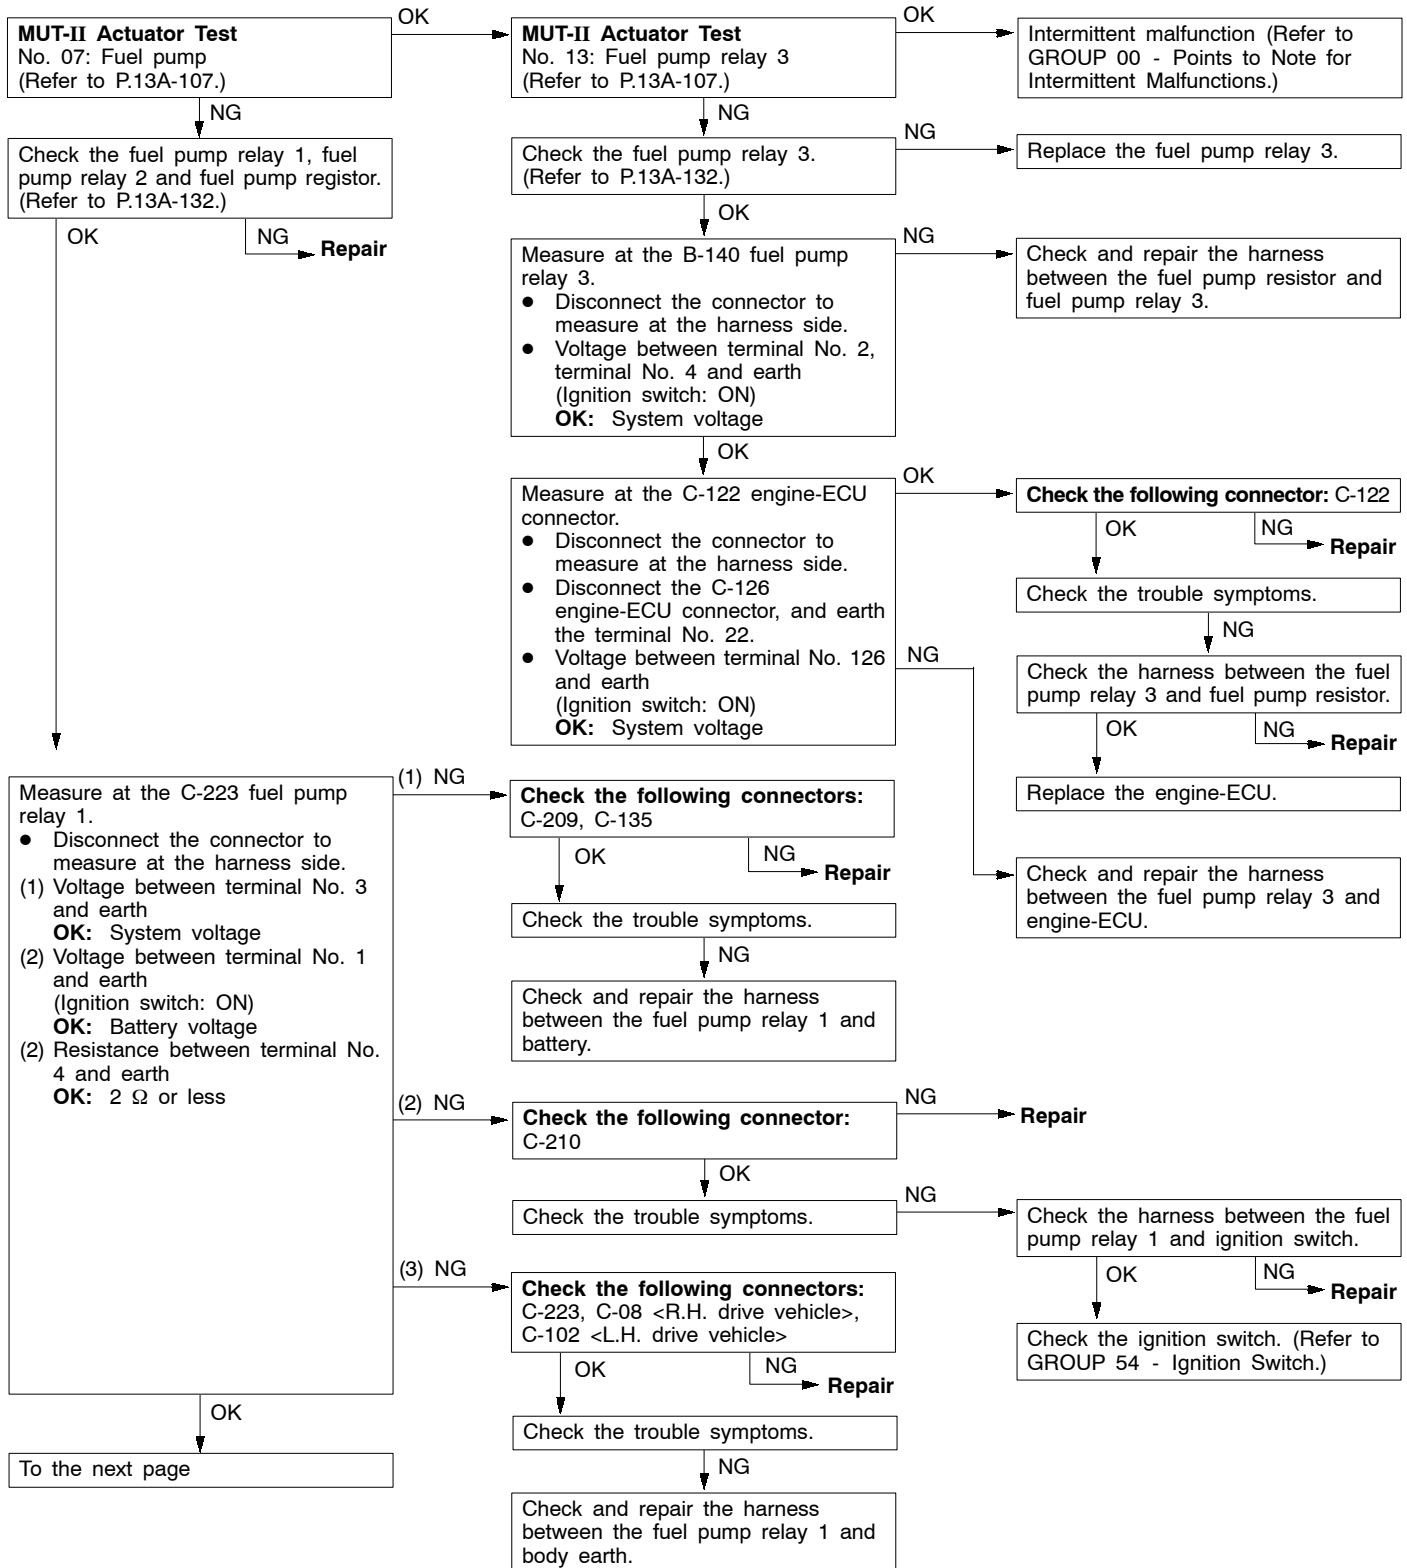 MUT-II Actuator Test
No. 07: Fuel pump
(Refer to P.13A-107.)
OK
MUT-II Actuator Test
No. 13: Fuel pump relay 3
(Refer to P.13A-107.)
OK
Intermittent malfunction (Refer to
GROUP 00 - Points to Note for
Intermittent Malfunctions.)
NG
NG
Check the fuel pump relay 1, fuel
pump relay 2 and fuel pump registor.
(Refer to P.13A-132.)
Check the fuel pump relay 3.
(Refer to P.13A-132.)
NG
Replace the fuel pump relay 3.
OK
NG
Repair
OK
Measure at the B-140 fuel pump
relay 3.
● Disconnect the connector to
measure at the harness side.
● Voltage between terminal No. 2,
terminal No. 4 and earth
(Ignition switch: ON)
OK: System voltage
NG
Check and repair the harness
between the fuel pump resistor and
fuel pump relay 3.
OK
Measure at the C-122 engine-ECU
connector.
● Disconnect the connector to
measure at the harness side.
● Disconnect the C-126
engine-ECU connector, and earth
the terminal No. 22.
● Voltage between terminal No. 126
and earth
(Ignition switch: ON)
OK: System voltage
OK
Check the following connector: C-122
OK
NG
Repair
Check the trouble symptoms.
NG
Check the harness between the fuel
pump relay 3 and fuel pump resistor.
OK
NG
Repair
Replace the engine-ECU.
NG
Check and repair the harness
between the fuel pump relay 3 and
engine-ECU.
Measure at the C-223 fuel pump
relay 1.
● Disconnect the connector to
measure at the harness side.
(1) Voltage between terminal No. 3
and earth
OK: System voltage
(2) Voltage between terminal No. 1
and earth
(Ignition switch: ON)
OK: Battery voltage
(2) Resistance between terminal No.
4 and earth
OK: 2 Ω or less
(1) NG
Check the following connectors:
C-209, C-135
OK
NG
Repair
Check the trouble symptoms.
NG
Check and repair the harness
between the fuel pump relay 1 and
battery.
(2) NG
Check the following connector:
C-210
NG
Repair
OK
Check the trouble symptoms.
NG
Check the harness between the fuel
pump relay 1 and ignition switch.
OK
NG
Repair
Check the ignition switch. (Refer to
GROUP 54 - Ignition Switch.)
(3) NG
Check the following connectors:
C-223, C-08 <R.H. drive vehicle>,
C-102 <L.H. drive vehicle>
OK
NG
Repair
Check the trouble symptoms.
NG
Check and repair the harness
between the fuel pump relay 1 and
body earth.
OK
To the next page